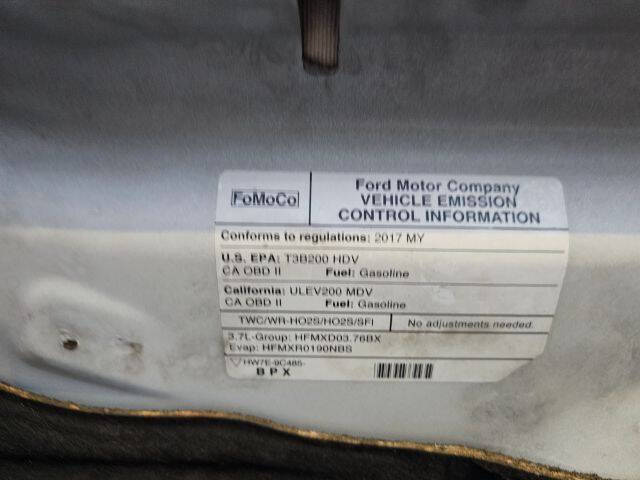 FoMoCo
Ford Motor Company
VEHICLE EMISSION
CONTROL INFORMATION
Conforms to regulations: 2017 MY
U.S. EPA: T3B200 HDV
CA OBD II Fuel: Gasoline
California: ULEV200 MDV
CA OBD II Fuel: Gasoline
TWC/WR-HO2S/HO2S/SFI No adjustments needed.
3.7L-Group: HFMXD03.76BX
Evap: HFMXR0190NBS
HW7E-9C485-
BPX